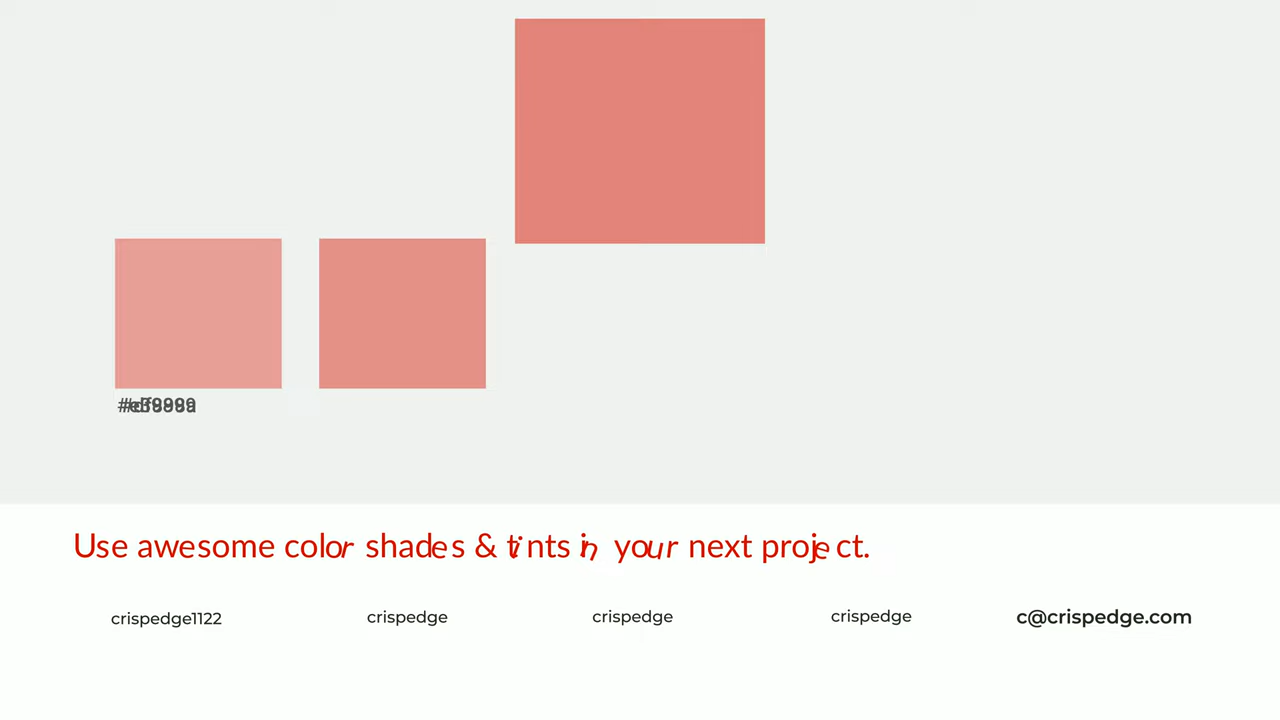 Use awesome color shades & tints in your next project.
crispedge1122 crispedge crispedge crispedge c@crispedge.com